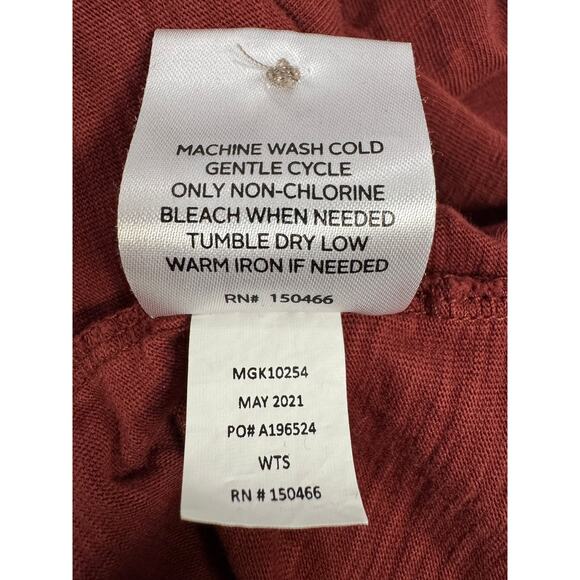 MACHINE WASH COLD
GENTLE CYCLE
ONLY NON-CHLORINE
BLEACH WHEN NEEDED
TUMBLE DRY LOW
WARM IRON IF NEEDED
RN# 150466
MGK10254
MAY 2021
PO# A196524
WTS
RN # 150466